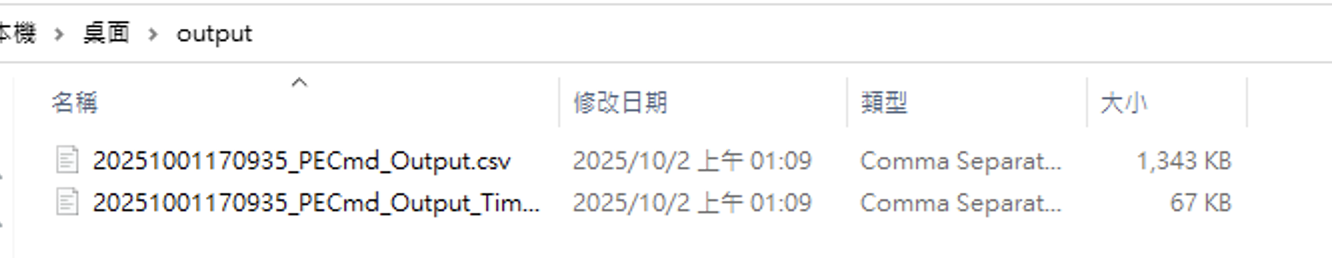 本機 › 桌面 › output
名稱 修改日期 類型 大小
20251001170935_PECmd_Output.csv 2025/10/2 上午 01:09 Comma Separat... 1,343 KB
20251001170935_PECmd_Output_Tim... 2025/10/2 上午 01:09 Comma Separat... 67 KB